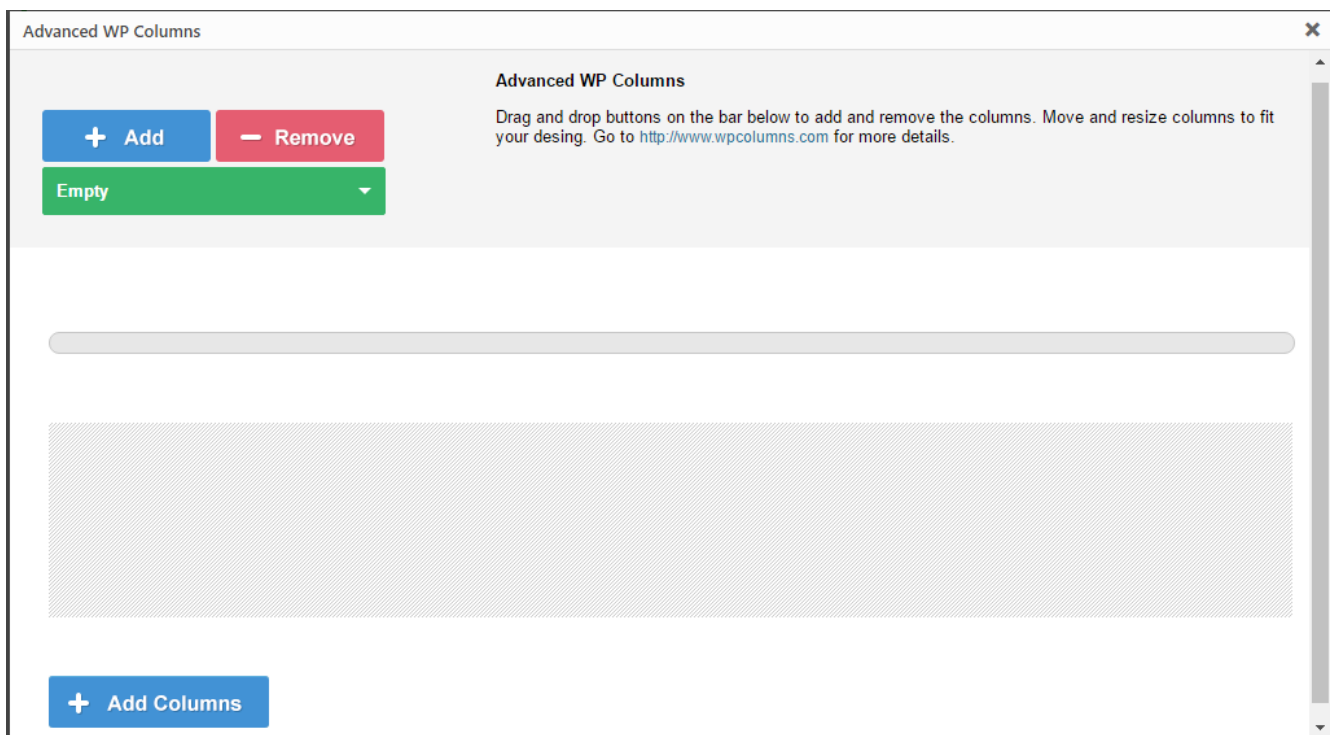 Advanced WP Columns
Advanced WP Columns
Drag and drop buttons on the bar below to add and remove the columns. Move and resize columns to fit
your desing. Go to http://www.wpcolumns.com for more details.
Add
Remove
Empty
Add Columns